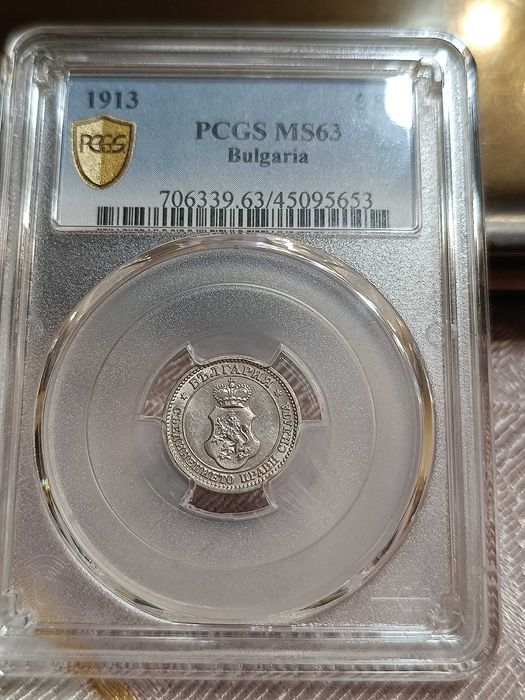 1913
PCGS
PCGS MS63
Bulgaria
706339.63/45095653
БЪЛГАРИЯ
СЪЕДИНЕНИЕТО ПРАВИ СИЛАТА